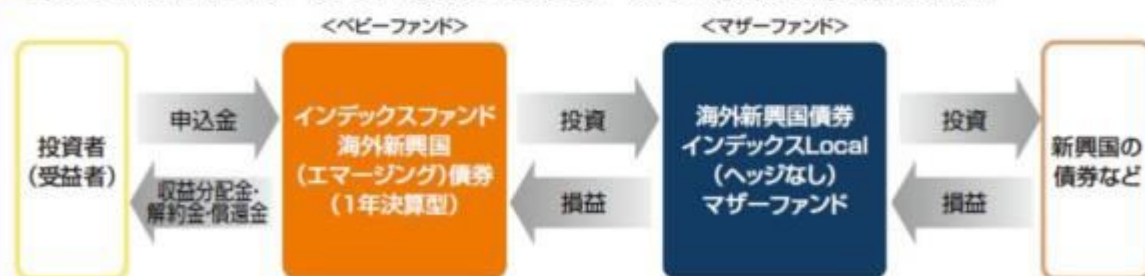 <ベビーファンド>
<マザーファンド>
投資者
(受益者)
申込金
収益分配金・
解約金・償還金
インデックスファンド
海外新興国
(エマージング)債券
(1年決算型)
投資
損益
海外新興国債券
インデックスLocal
(ヘッジなし)
マザーファンド
投資
損益
新興国の
債券など